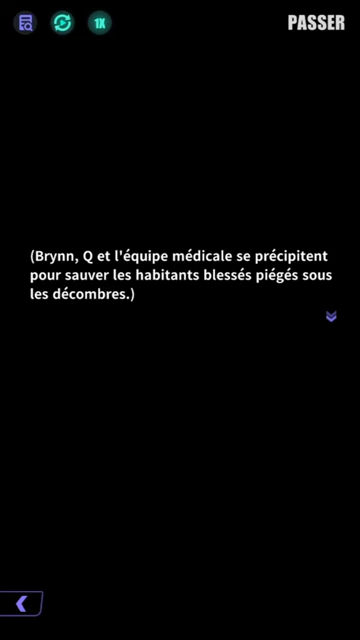 1X
PASSER
(Brynn, Q et l'équipe médicale se précipitent
pour sauver les habitants blessés piégés sous
les décombres.)